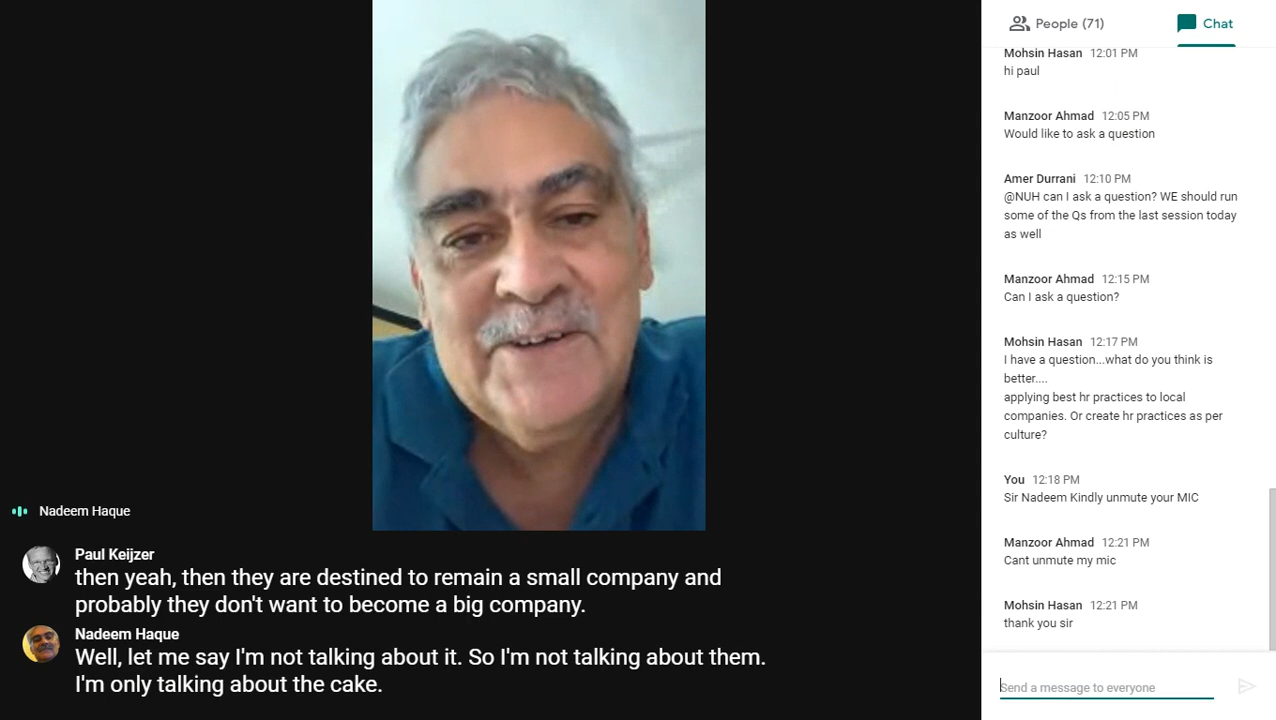 People (71)
Chat
Mohsin Hasan 12:01 PM
hi paul
Manzoor Ahmad 12:05 PM
Would like to ask a question
Amer Durrani 12:10 PM
@NUH can I ask a question? WE should run
some of the Qs from the last session today
as well
Manzoor Ahmad 12:15 PM
Can I ask a question?
Mohsin Hasan 12:17 PM
I have a question...what do you think is
better....
applying best hr practices to local
companies. Or create hr practices as per
culture?
You 12:18 PM
Sir Nadeem Kindly unmute your MIC
Manzoor Ahmad 12:21 PM
Cant unmute my mic
Mohsin Hasan 12:21 PM
thank you sir
Send a message to everyone
Nadeem Haque
Paul Keijzer
then yeah, then they are destined to remain a small company and
probably they don't want to become a big company.
Nadeem Haque
Well, let me say I'm not talking about it. So I'm not talking about them.
I'm only talking about the cake.